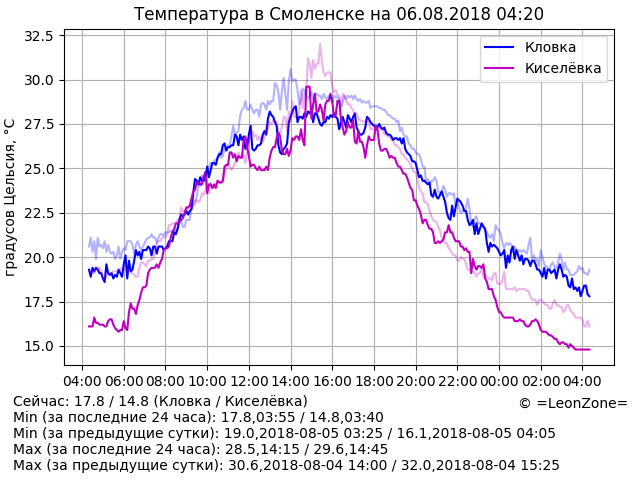 Температура в Смоленске на 06.08.2018 04:20
градусов Цельсия, °C
32.5
30.0
27.5
25.0
22.5
20.0
17.5
15.0
Кловка
Киселёвка
04:00 06:00 08:00 10:00 12:00 14:00 16:00 18:00 20:00 22:00 00:00 02:00 04:00
Сейчас: 17.8 / 14.8 (Кловка / Киселёвка)
© =LeonZone=
Min (за последние 24 часа): 17.8,03:55 / 14.8,03:40
Min (за предыдущие сутки): 19.0,2018-08-05 03:25 / 16.1,2018-08-05 04:05
Max (за последние 24 часа): 28.5,14:15 / 29.6,14:45
Max (за предыдущие сутки): 30.6,2018-08-04 14:00 / 32.0,2018-08-04 15:25